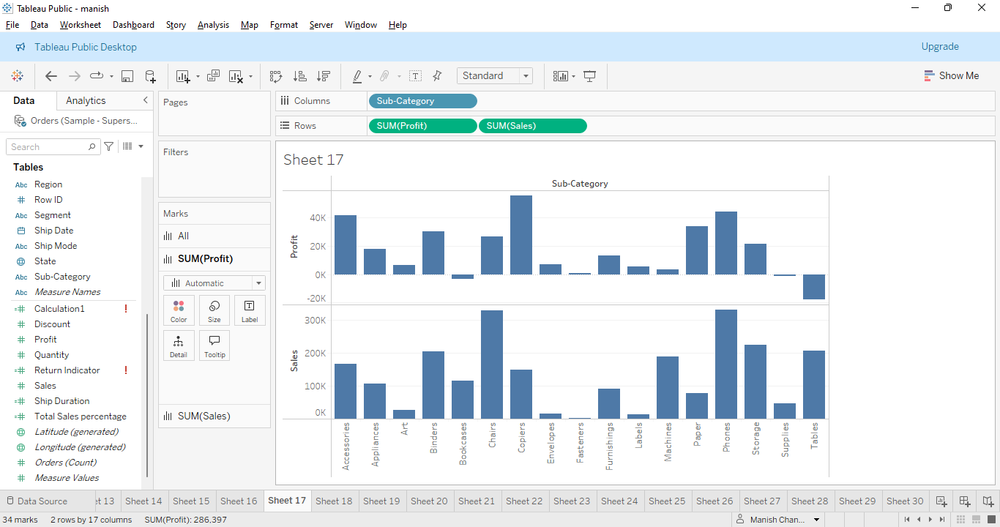 Tableau Public - manish
File Data Worksheet Dashboard Story Analysis Map Format Server Window Help
Tableau Public Desktop
Upgrade
Standard
Show Me
Data Analytics
Orders (Sample - Supers...
Search
Tables
Abc Region
Row ID
Abc Segment
Ship Date
Abc Ship Mode
State
Abc Sub-Category
Abc Measure Names
Calculation1 !
Discount
Profit
Quantity
Return Indicator !
Sales
Ship Duration
Total Sales percentage
Latitude (generated)
Longitude (generated)
Orders (Count)
Measure Values
Pages
Filters
Marks
All
SUM(Profit)
Automatic
Color Size Label
Detail Tooltip
SUM(Sales)
Columns Sub-Category
Rows SUM(Profit) SUM(Sales)
Sheet 17
Sub-Category
Profit
40K
20K
0K
-20K
Sales
300K
200K
100K
0K
Accessories
Appliances
Art
Binders
Bookcases
Chairs
Copiers
Envelopes
Fasteners
Furnishings
Labels
Machines
Paper
Phones
Storage
Supplies
Tables
Data Source et 13 Sheet 14 Sheet 15 Sheet 16 Sheet 17 Sheet 18 Sheet 19 Sheet 20 Sheet 21 Sheet 22 Sheet 23 Sheet 24 Sheet 25 Sheet 26 Sheet 27 Sheet 28 Sheet 29 Sheet 30
34 marks 2 rows by 17 columns SUM(Profit): 286,397 Manish Chan...